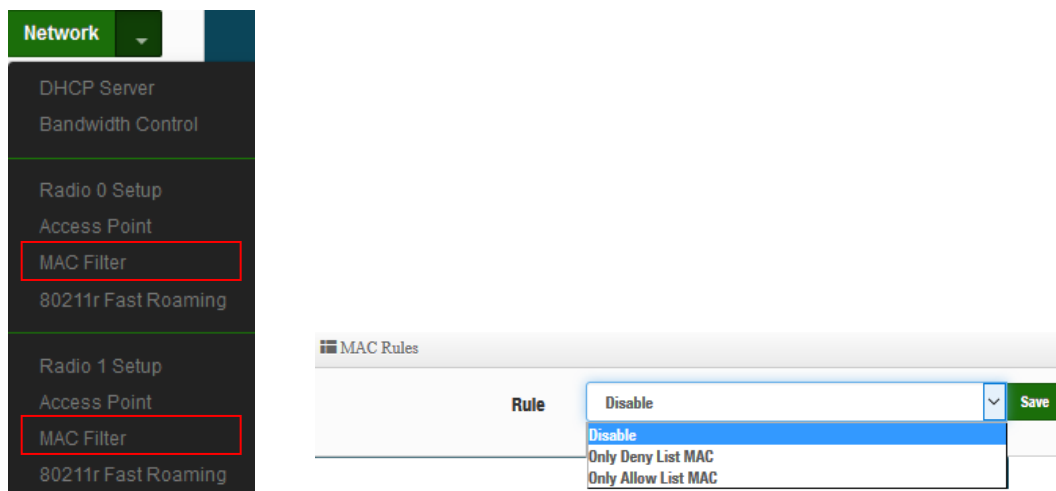 Network
DHCP Server
Bandwidth Control
Radio 0 Setup
Access Point
MAC Filter
80211r Fast Roaming
Radio 1 Setup
Access Point
MAC Filter
80211r Fast Roaming
MAC Rules
Rule
Disable
Save
Disable
Only Deny List MAC
Only Allow List MAC